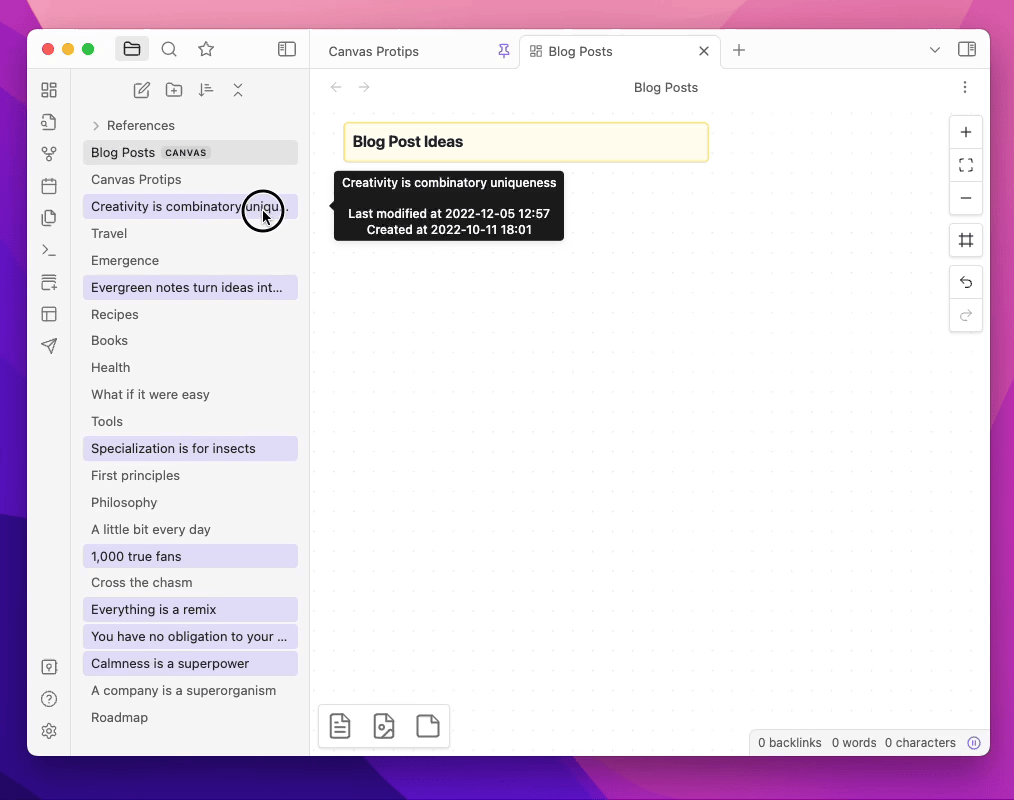 Canvas Protips
Blog Posts
Blog Posts
References
Blog Posts CANVAS
Canvas Protips
Creativity is combinatory uniqu...
Travel
Emergence
Evergreen notes turn ideas int...
Recipes
Books
Health
What if it were easy
Tools
Specialization is for insects
First principles
Philosophy
A little bit every day
1,000 true fans
Cross the chasm
Everything is a remix
You have no obligation to your ...
Calmness is a superpower
A company is a superorganism
Roadmap
Blog Post Ideas
Creativity is combinatory uniqueness
Last modified at 2022-12-05 12:57
Created at 2022-10-11 18:01
0 backlinks 0 words 0 characters